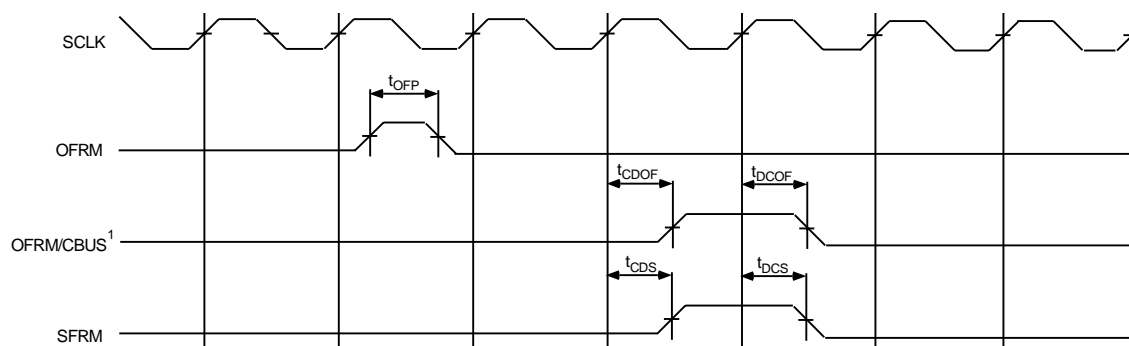 SCLK
tOFP
OFRM
tCDOF tDCOF
OFRM/CBUS1
tCDS tDCS
SFRM